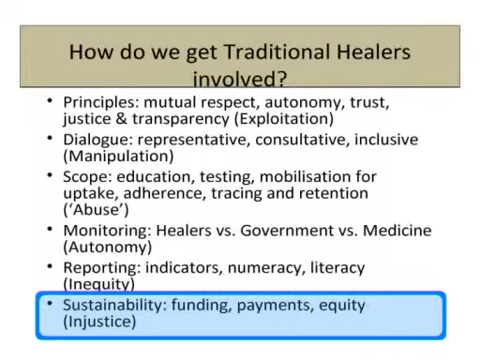 How do we get Traditional Healers
involved?
• Principles: mutual respect, autonomy, trust,
justice & transparency (Exploitation)
• Dialogue: representative, consultative, inclusive
(Manipulation)
• Scope: education, testing, mobilisation for
uptake, adherence, tracing and retention
(‘Abuse’)
• Monitoring: Healers vs. Government vs. Medicine
(Autonomy)
• Reporting: indicators, numeracy, literacy
(Inequity)
• Sustainability: funding, payments, equity
(Injustice)